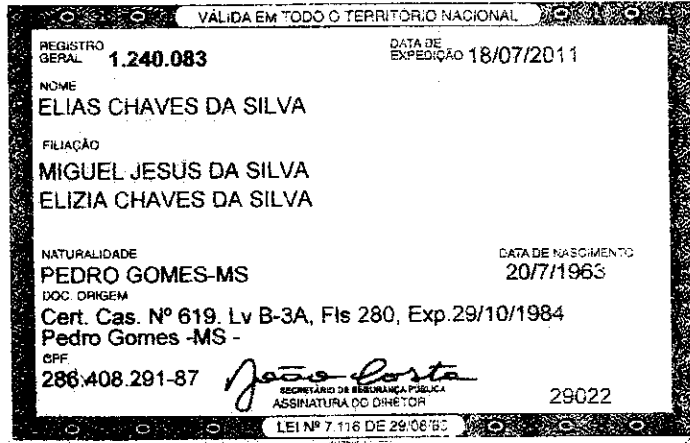 VÁLIDA EM TODO O TERRITÓRIO NACIONAL
REGISTRO GERAL 1.240.083
DATA DE EXPEDIÇÃO 18/07/2011
NOME
ELIAS CHAVES DA SILVA
FILIAÇÃO
MIGUEL JESUS DA SILVA
ELIZIA CHAVES DA SILVA
NATURALIDADE
PEDRO GOMES-MS
DATA DE NASCIMENTO
20/7/1963
DOC. ORIGEM
Cert. Cas. Nº 619. Lv B-3A, Fls 280, Exp.29/10/1984
Pedro Gomes -MS -
CPF
286.408.291-87
João Costa
SECRETÁRIO DE SEGURANÇA PÚBLICA
ASSINATURA DO DIRETOR
29022
LEI Nº 7.116 DE 29/08/83